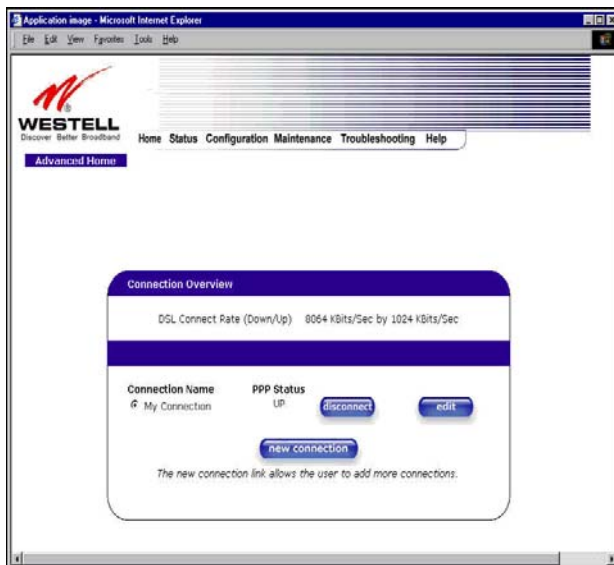 Application image - Microsoft Internet Explorer
File Edit View Favorites Tools Help
WESTELL
Discover Better Broadband
Home Status Configuration Maintenance Troubleshooting Help
Advanced Home
Connection Overview
DSL Connect Rate (Down/Up) 8064 KBits/Sec by 1024 KBits/Sec
Connection Name PPP Status
My Connection UP disconnect edit
new connection
The new connection link allows the user to add more connections.